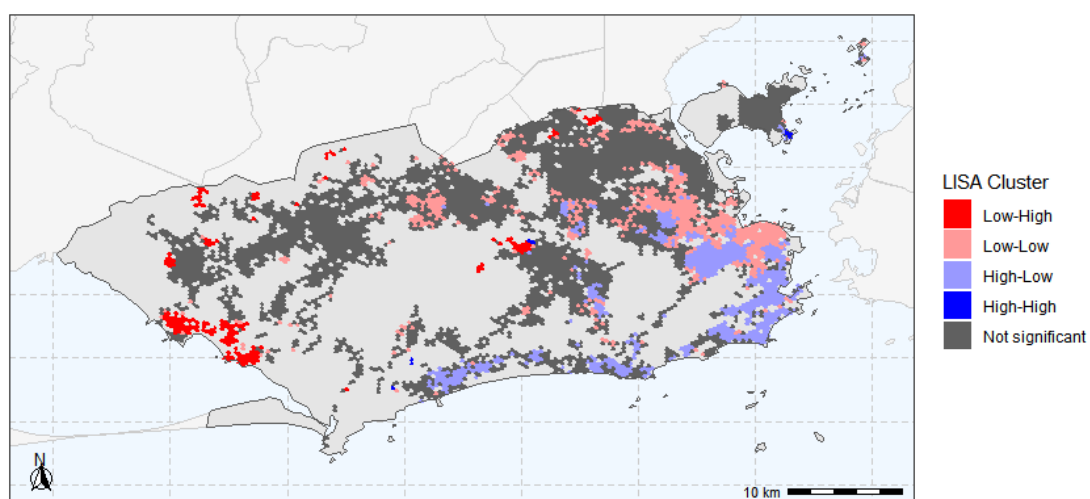 LISA Cluster
Low-High
Low-Low
High-Low
High-High
Not significant
N
10 km